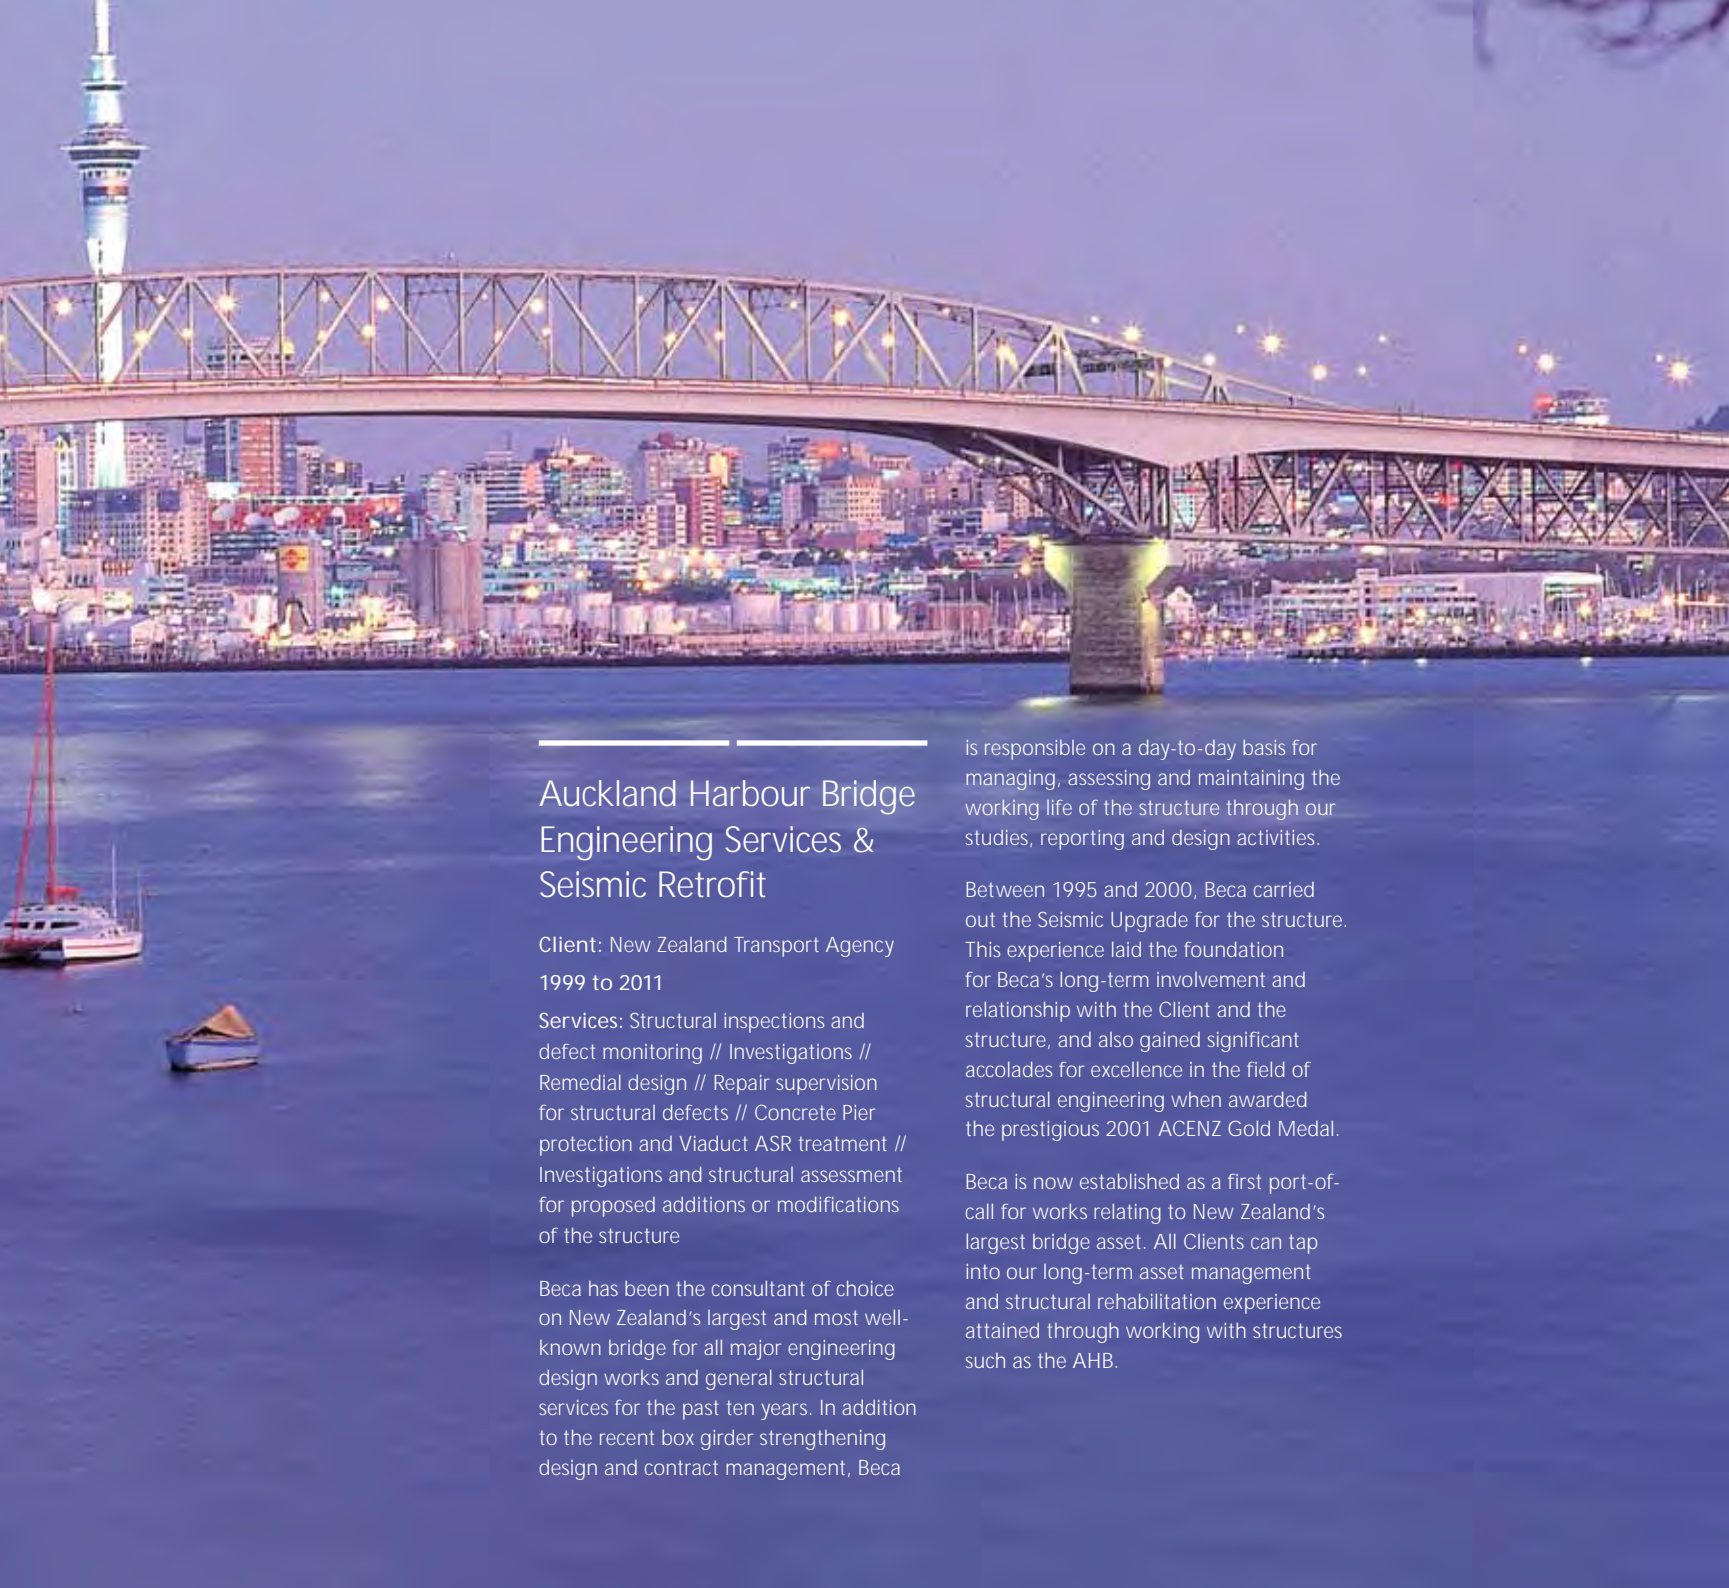 Auckland Harbour Bridge
Engineering Services &
Seismic Retrofit
Client: New Zealand Transport Agency
1999 to 2011
Services: Structural inspections and
defect monitoring // Investigations //
Remedial design // Repair supervision
for structural defects // Concrete Pier
protection and Viaduct ASR treatment //
Investigations and structural assessment
for proposed additions or modifications
of the structure
Beca has been the consultant of choice
on New Zealand's largest and most well-
known bridge for all major engineering
design works and general structural
services for the past ten years. In addition
to the recent box girder strengthening
design and contract management, Beca
is responsible on a day-to-day basis for
managing, assessing and maintaining the
working life of the structure through our
studies, reporting and design activities.
Between 1995 and 2000, Beca carried
out the Seismic Upgrade for the structure.
This experience laid the foundation
for Beca's long-term involvement and
relationship with the Client and the
structure, and also gained significant
accolades for excellence in the field of
structural engineering when awarded
the prestigious 2001 ACENZ Gold Medal.
Beca is now established as a first port-of-
call for works relating to New Zealand's
largest bridge asset. All Clients can tap
into our long-term asset management
and structural rehabilitation experience
attained through working with structures
such as the AHB.